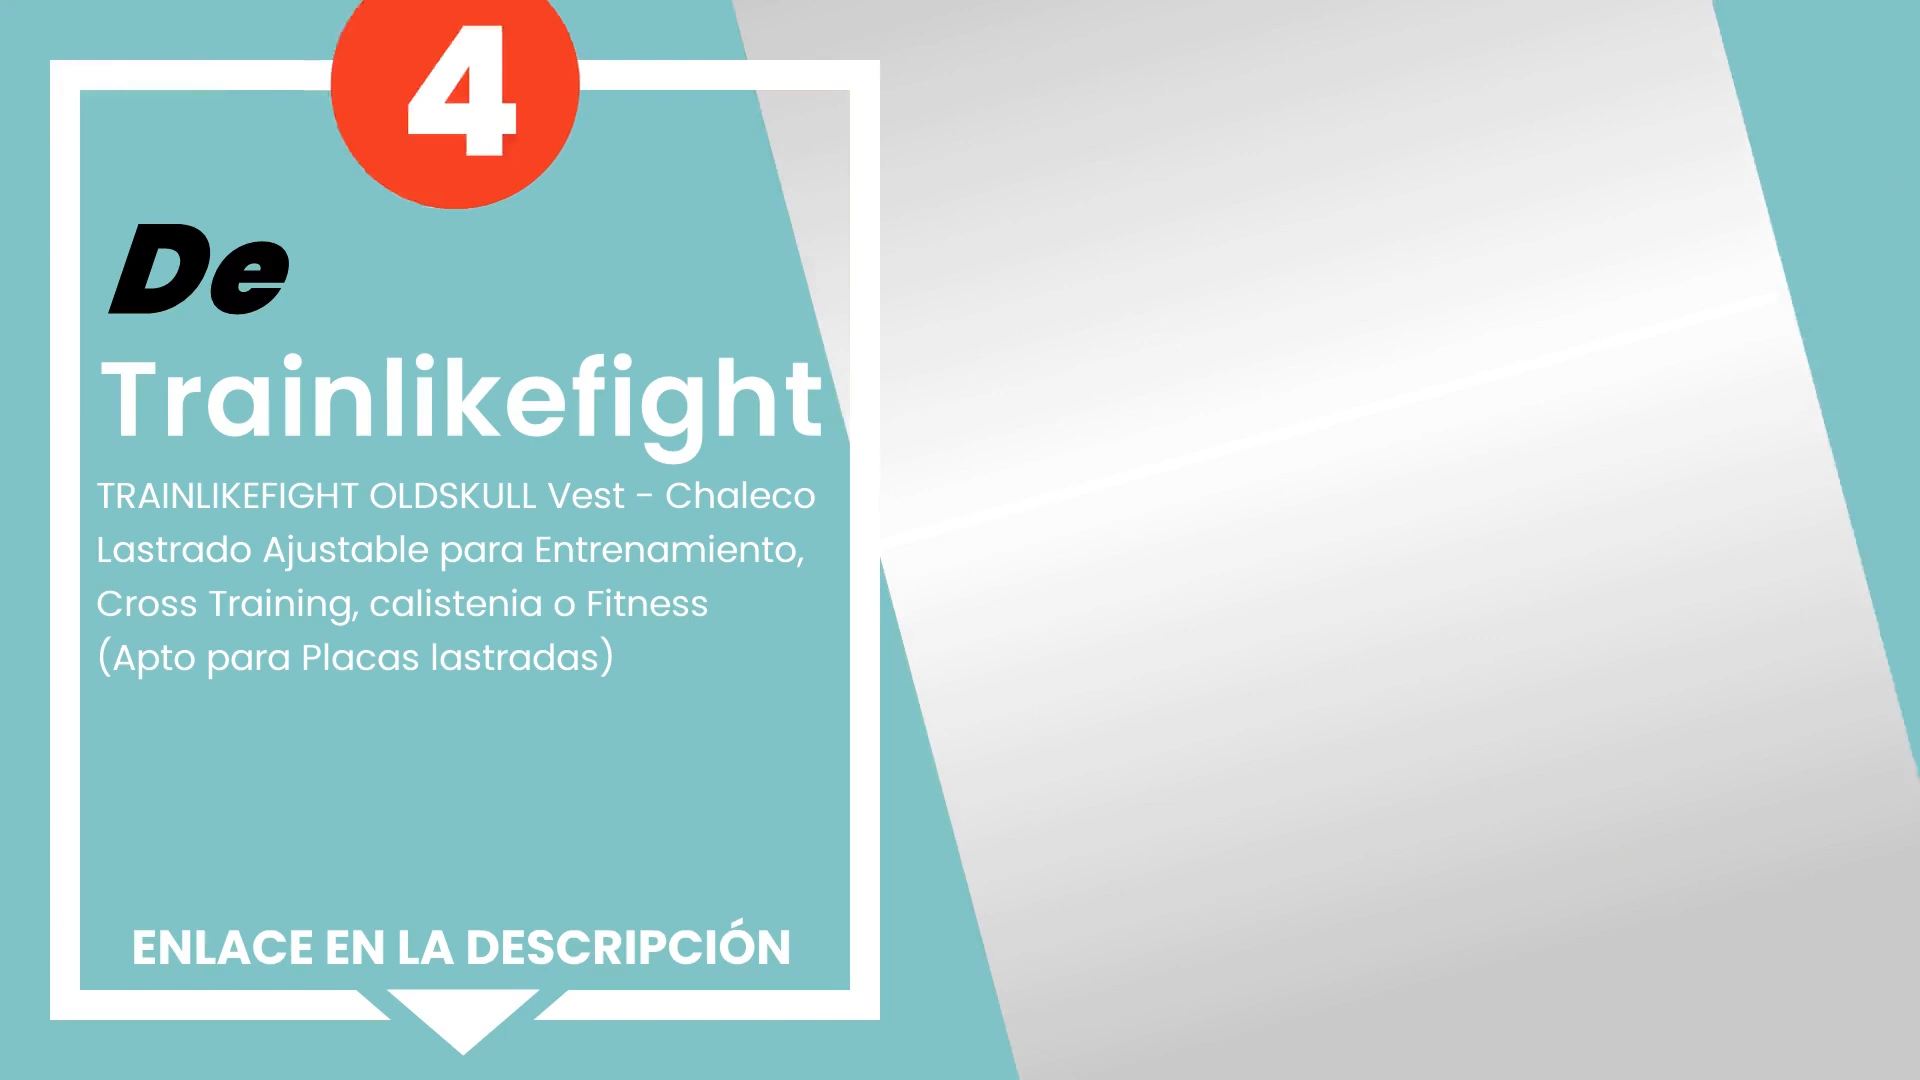 4
De
Trainlikefight
TRAINLIKEFIGHT OLDSKULL Vest - Chaleco
Lastrado Ajustable para Entrenamiento,
Cross Training, calistenia o Fitness
(Apto para Placas lastradas)
ENLACE EN LA DESCRIPCIÓN